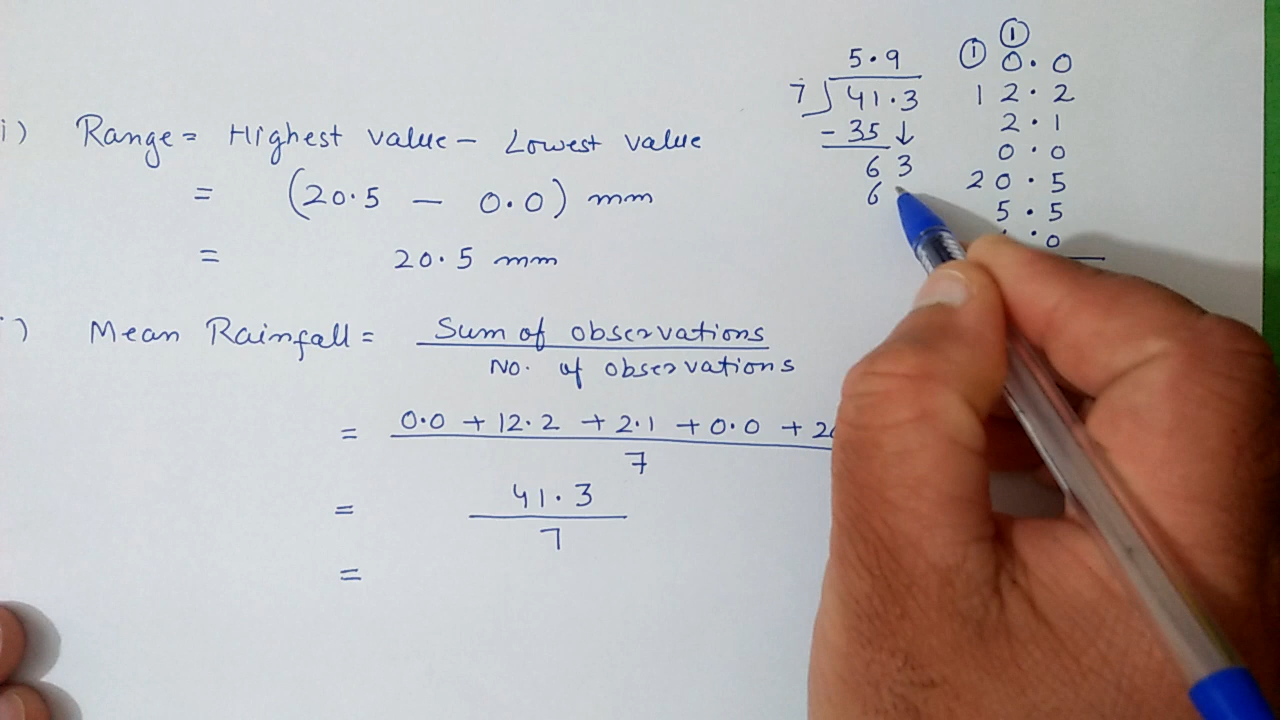 i) Range = Highest value - Lowest value
= (20.5 - 0.0) mm
= 20.5 mm
) Mean Rainfall = Sum of observations
No. of observations
= 0.0 + 12.2 + 2.1 + 0.0 + 2
7
= 41.3
7
=
5.9
7 ) 41.3
- 35 ↓
6 3
6
1
1 0.0
1 2.2
2.1
0.0
2 0.5
5.5
.0